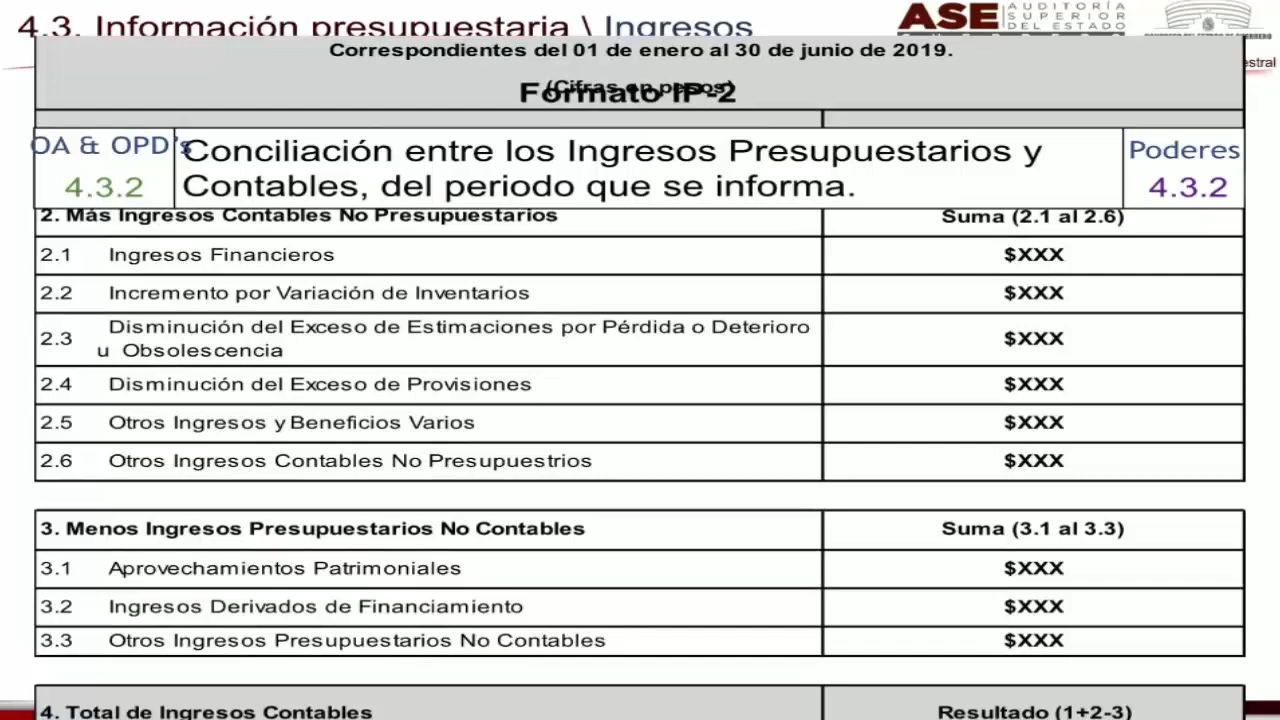 4.3. Información presupuestaria \ Ingresos
ASE AUDITORÍA SUPERIOR DEL ESTADO
estral
Correspondientes del 01 de enero al 30 de junio de 2019.
(Cifras en pesos)
Formato IP-2
OA & OPD's
4.3.2
Conciliación entre los Ingresos Presupuestarios y
Contables, del periodo que se informa.
Poderes
4.3.2
2. Más Ingresos Contables No Presupuestarios Suma (2.1 al 2.6)
2.1 Ingresos Financieros $XXX
2.2 Incremento por Variación de Inventarios $XXX
2.3 Disminución del Exceso de Estimaciones por Pérdida o Deterioro
u Obsolescencia $XXX
2.4 Disminución del Exceso de Provisiones $XXX
2.5 Otros Ingresos y Beneficios Varios $XXX
2.6 Otros Ingresos Contables No Presupuestrios $XXX
3. Menos Ingresos Presupuestarios No Contables Suma (3.1 al 3.3)
3.1 Aprovechamientos Patrimoniales $XXX
3.2 Ingresos Derivados de Financiamiento $XXX
3.3 Otros Ingresos Presupuestarios No Contables $XXX
4. Total de Ingresos Contables Resultado (1+2-3)